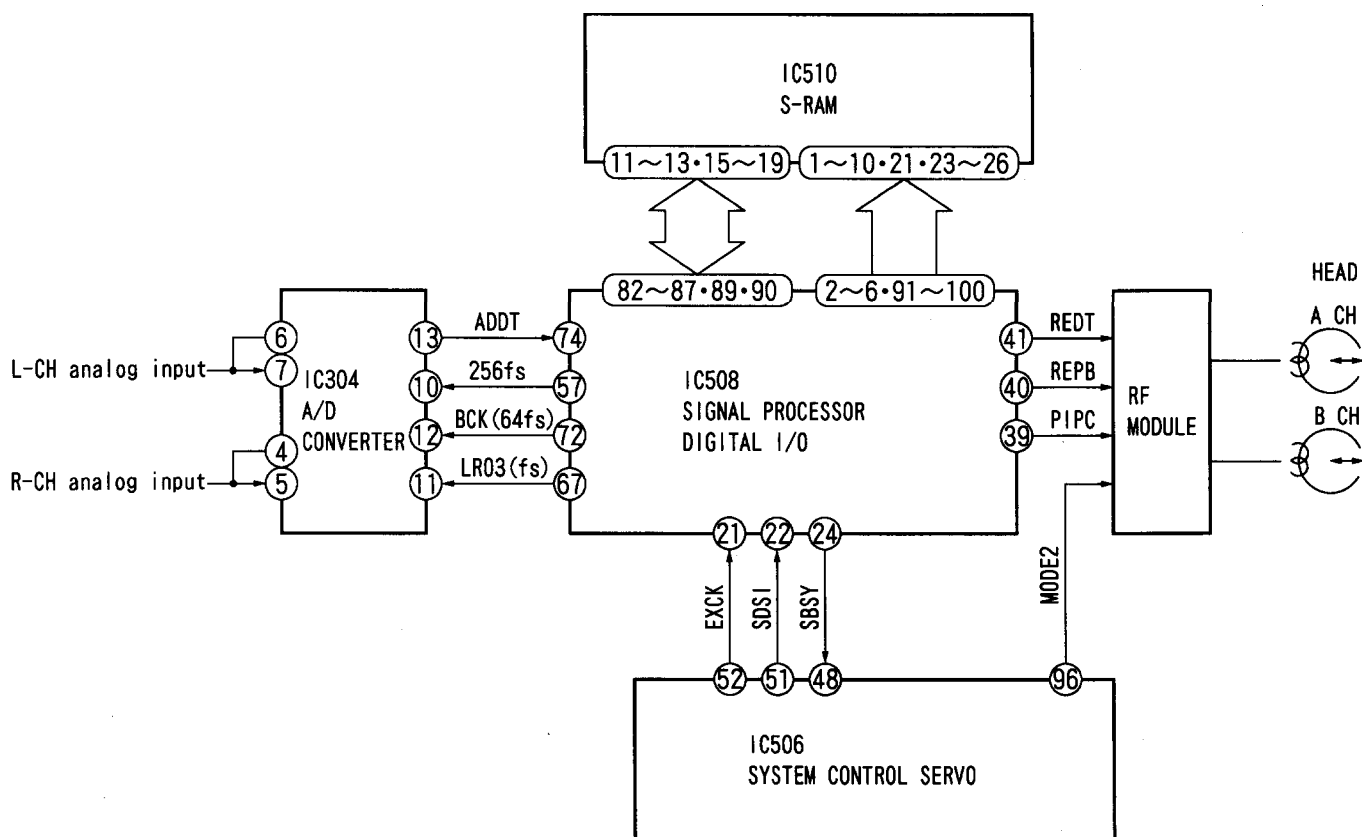 IC510
S-RAM
11～13•15～19
1～10•21•23～26
82～87•89•90
2～6•91～100
HEAD
A CH
B CH
L-CH analog input
R-CH analog input
6
7
4
5
IC304
A/D
CONVERTER
13
10
12
11
ADDT
256fs
BCK(64fs)
LR03(fs)
74
57
72
67
IC508
SIGNAL PROCESSOR
DIGITAL I/O
41
40
39
REDT
REPB
PIPC
RF
MODULE
21
22
24
EXCK
SDSI
SBSY
MODE2
52
51
48
96
IC506
SYSTEM CONTROL SERVO